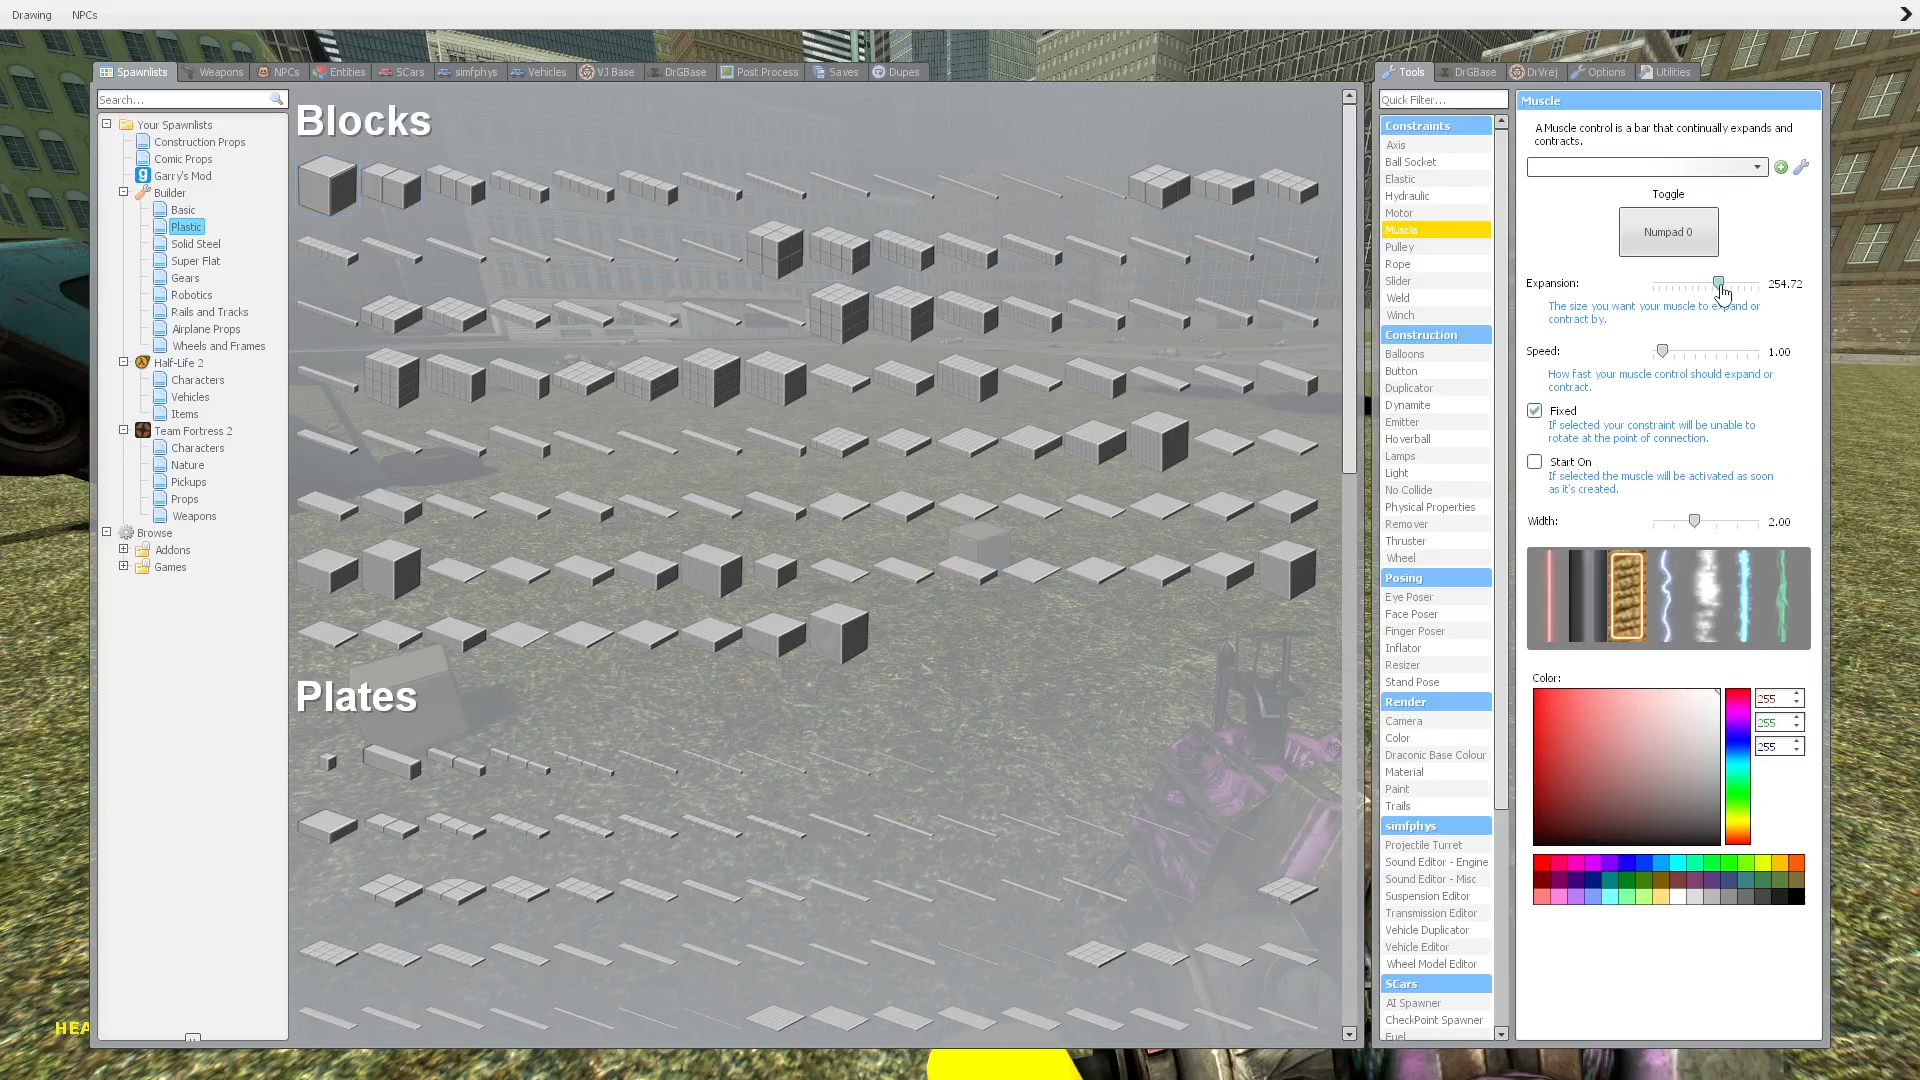 Drawing NPCs
Spawnlists Weapons NPCs Entities SCars simfphys Vehicles VJ Base DrGBase Post Process Saves Dupes
Search...
Your Spawnlists
Construction Props
Comic Props
Garry's Mod
Builder
Basic
Plastic
Solid Steel
Super Flat
Gears
Robotics
Rails and Tracks
Airplane Props
Wheels and Frames
Half-Life 2
Characters
Vehicles
Items
Team Fortress 2
Characters
Nature
Pickups
Props
Weapons
Browse
Addons
Games
HEA
Blocks
Plates
Tools DrGBase DrVrej Options Utilities
Quick Filter...
Constraints
Axis
Ball Socket
Elastic
Hydraulic
Motor
Muscle
Pulley
Rope
Slider
Weld
Winch
Construction
Balloons
Button
Duplicator
Dynamite
Emitter
Hoverball
Lamps
Light
No Collide
Physical Properties
Remover
Thruster
Wheel
Posing
Eye Poser
Face Poser
Finger Poser
Inflator
Resizer
Stand Pose
Render
Camera
Color
Draconic Base Colour
Material
Paint
Trails
simfphys
Projectile Turret
Sound Editor - Engine
Sound Editor - Misc
Suspension Editor
Transmission Editor
Vehicle Duplicator
Vehicle Editor
Wheel Model Editor
SCars
AI Spawner
CheckPoint Spawner
Fuel
Muscle
A Muscle control is a bar that continually expands and
contracts.
Toggle
Numpad 0
Expansion: 254.72
The size you want your muscle to expand or
contract by.
Speed: 1.00
How fast your muscle control should expand or
contract.
Fixed
If selected your constraint will be unable to
rotate at the point of connection.
Start On
If selected the muscle will be activated as soon
as it's created.
Width: 2.00
Color:
255
255
255